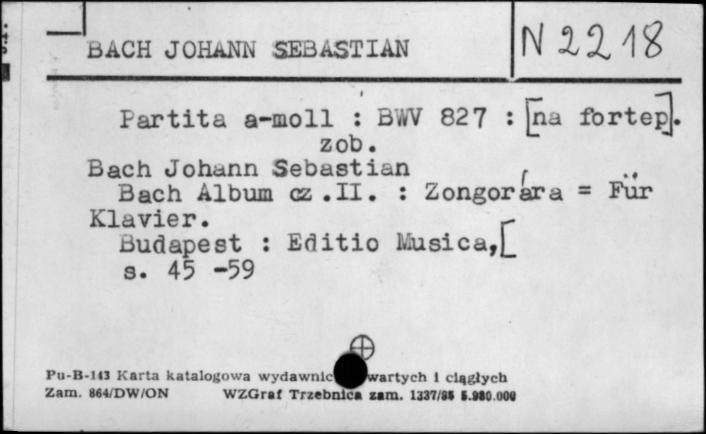 BACH JOHANN SEBASTIAN N 2218
Partita a-moll : BWV 827 : [na fortep].
zob.
Bach Johann Sebastian
Bach Album cz .II. : Zongorára = Für
Klavier.
Budapest : Editio Musica,[
s. 45 -59
Pu-B-143 Karta katalogowa wydawnic wartych i ciągłych
Zam. 864/DW/ON WZGraf Trzebnica zam. 1337/85 5.980.000